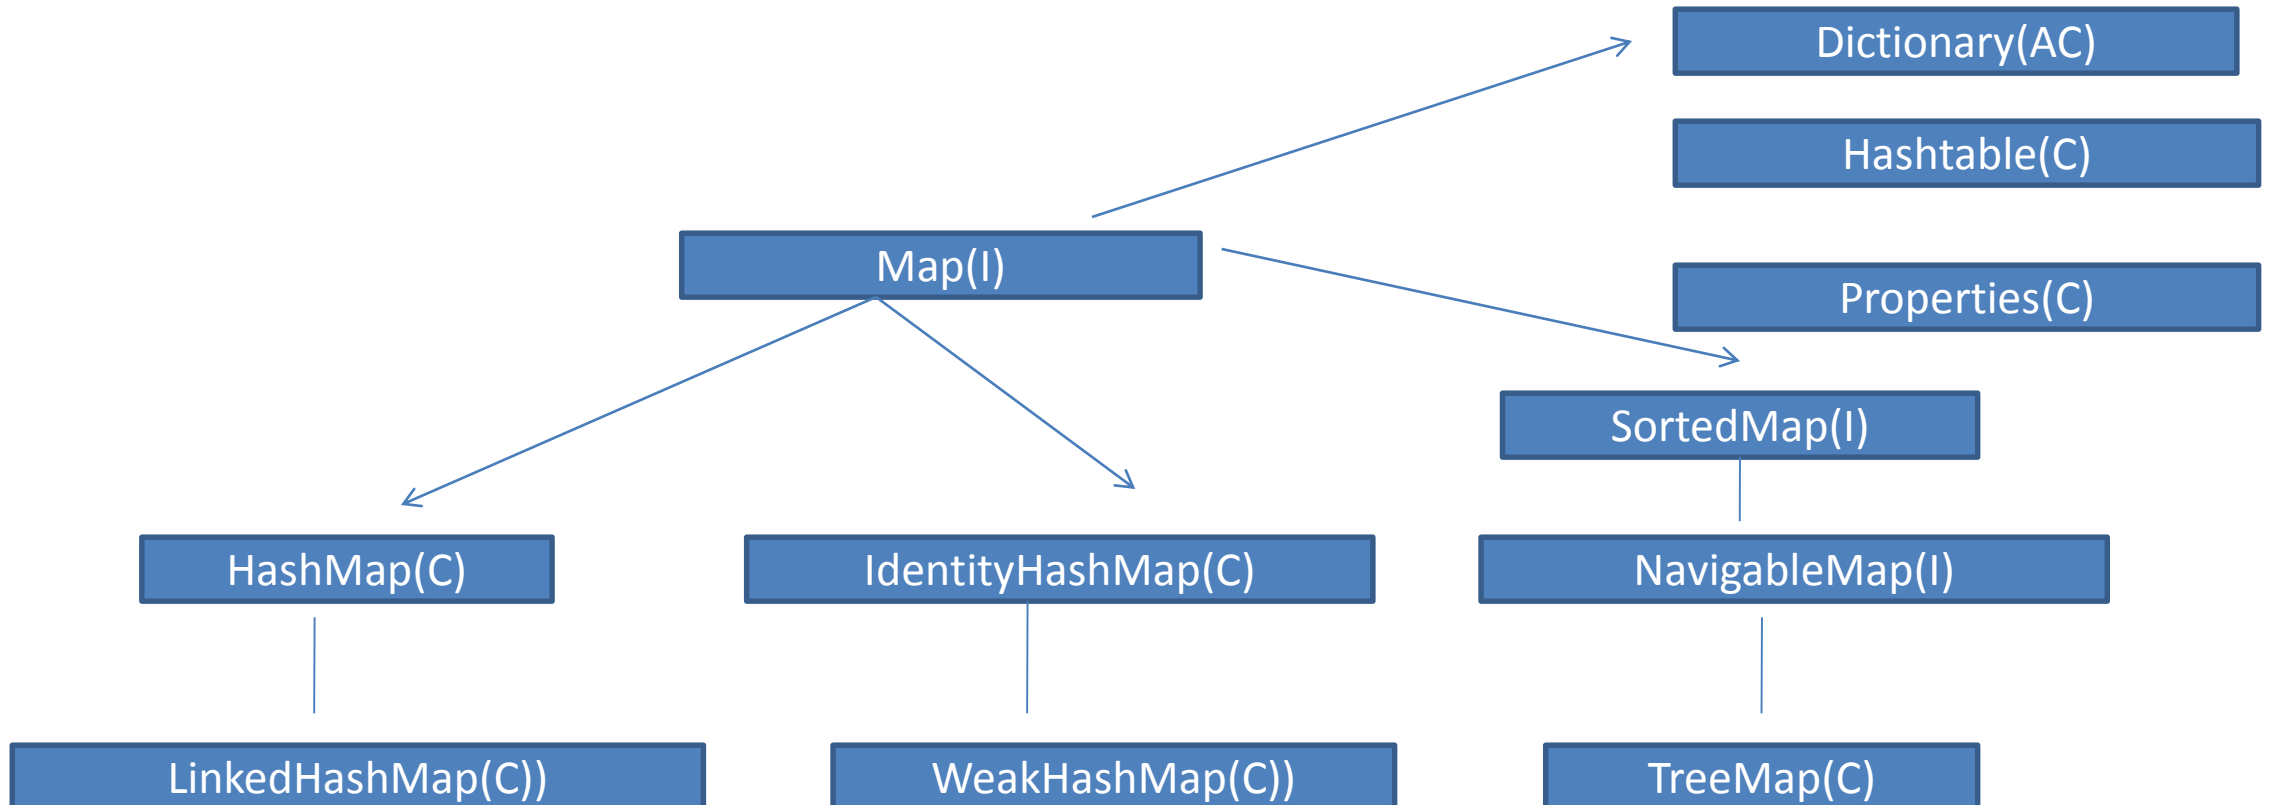 Dictionary(AC)
Hashtable(C)
Map(I)
Properties(C)
SortedMap(I)
HashMap(C)
IdentityHashMap(C)
NavigableMap(I)
LinkedHashMap(C))
WeakHashMap(C))
TreeMap(C)